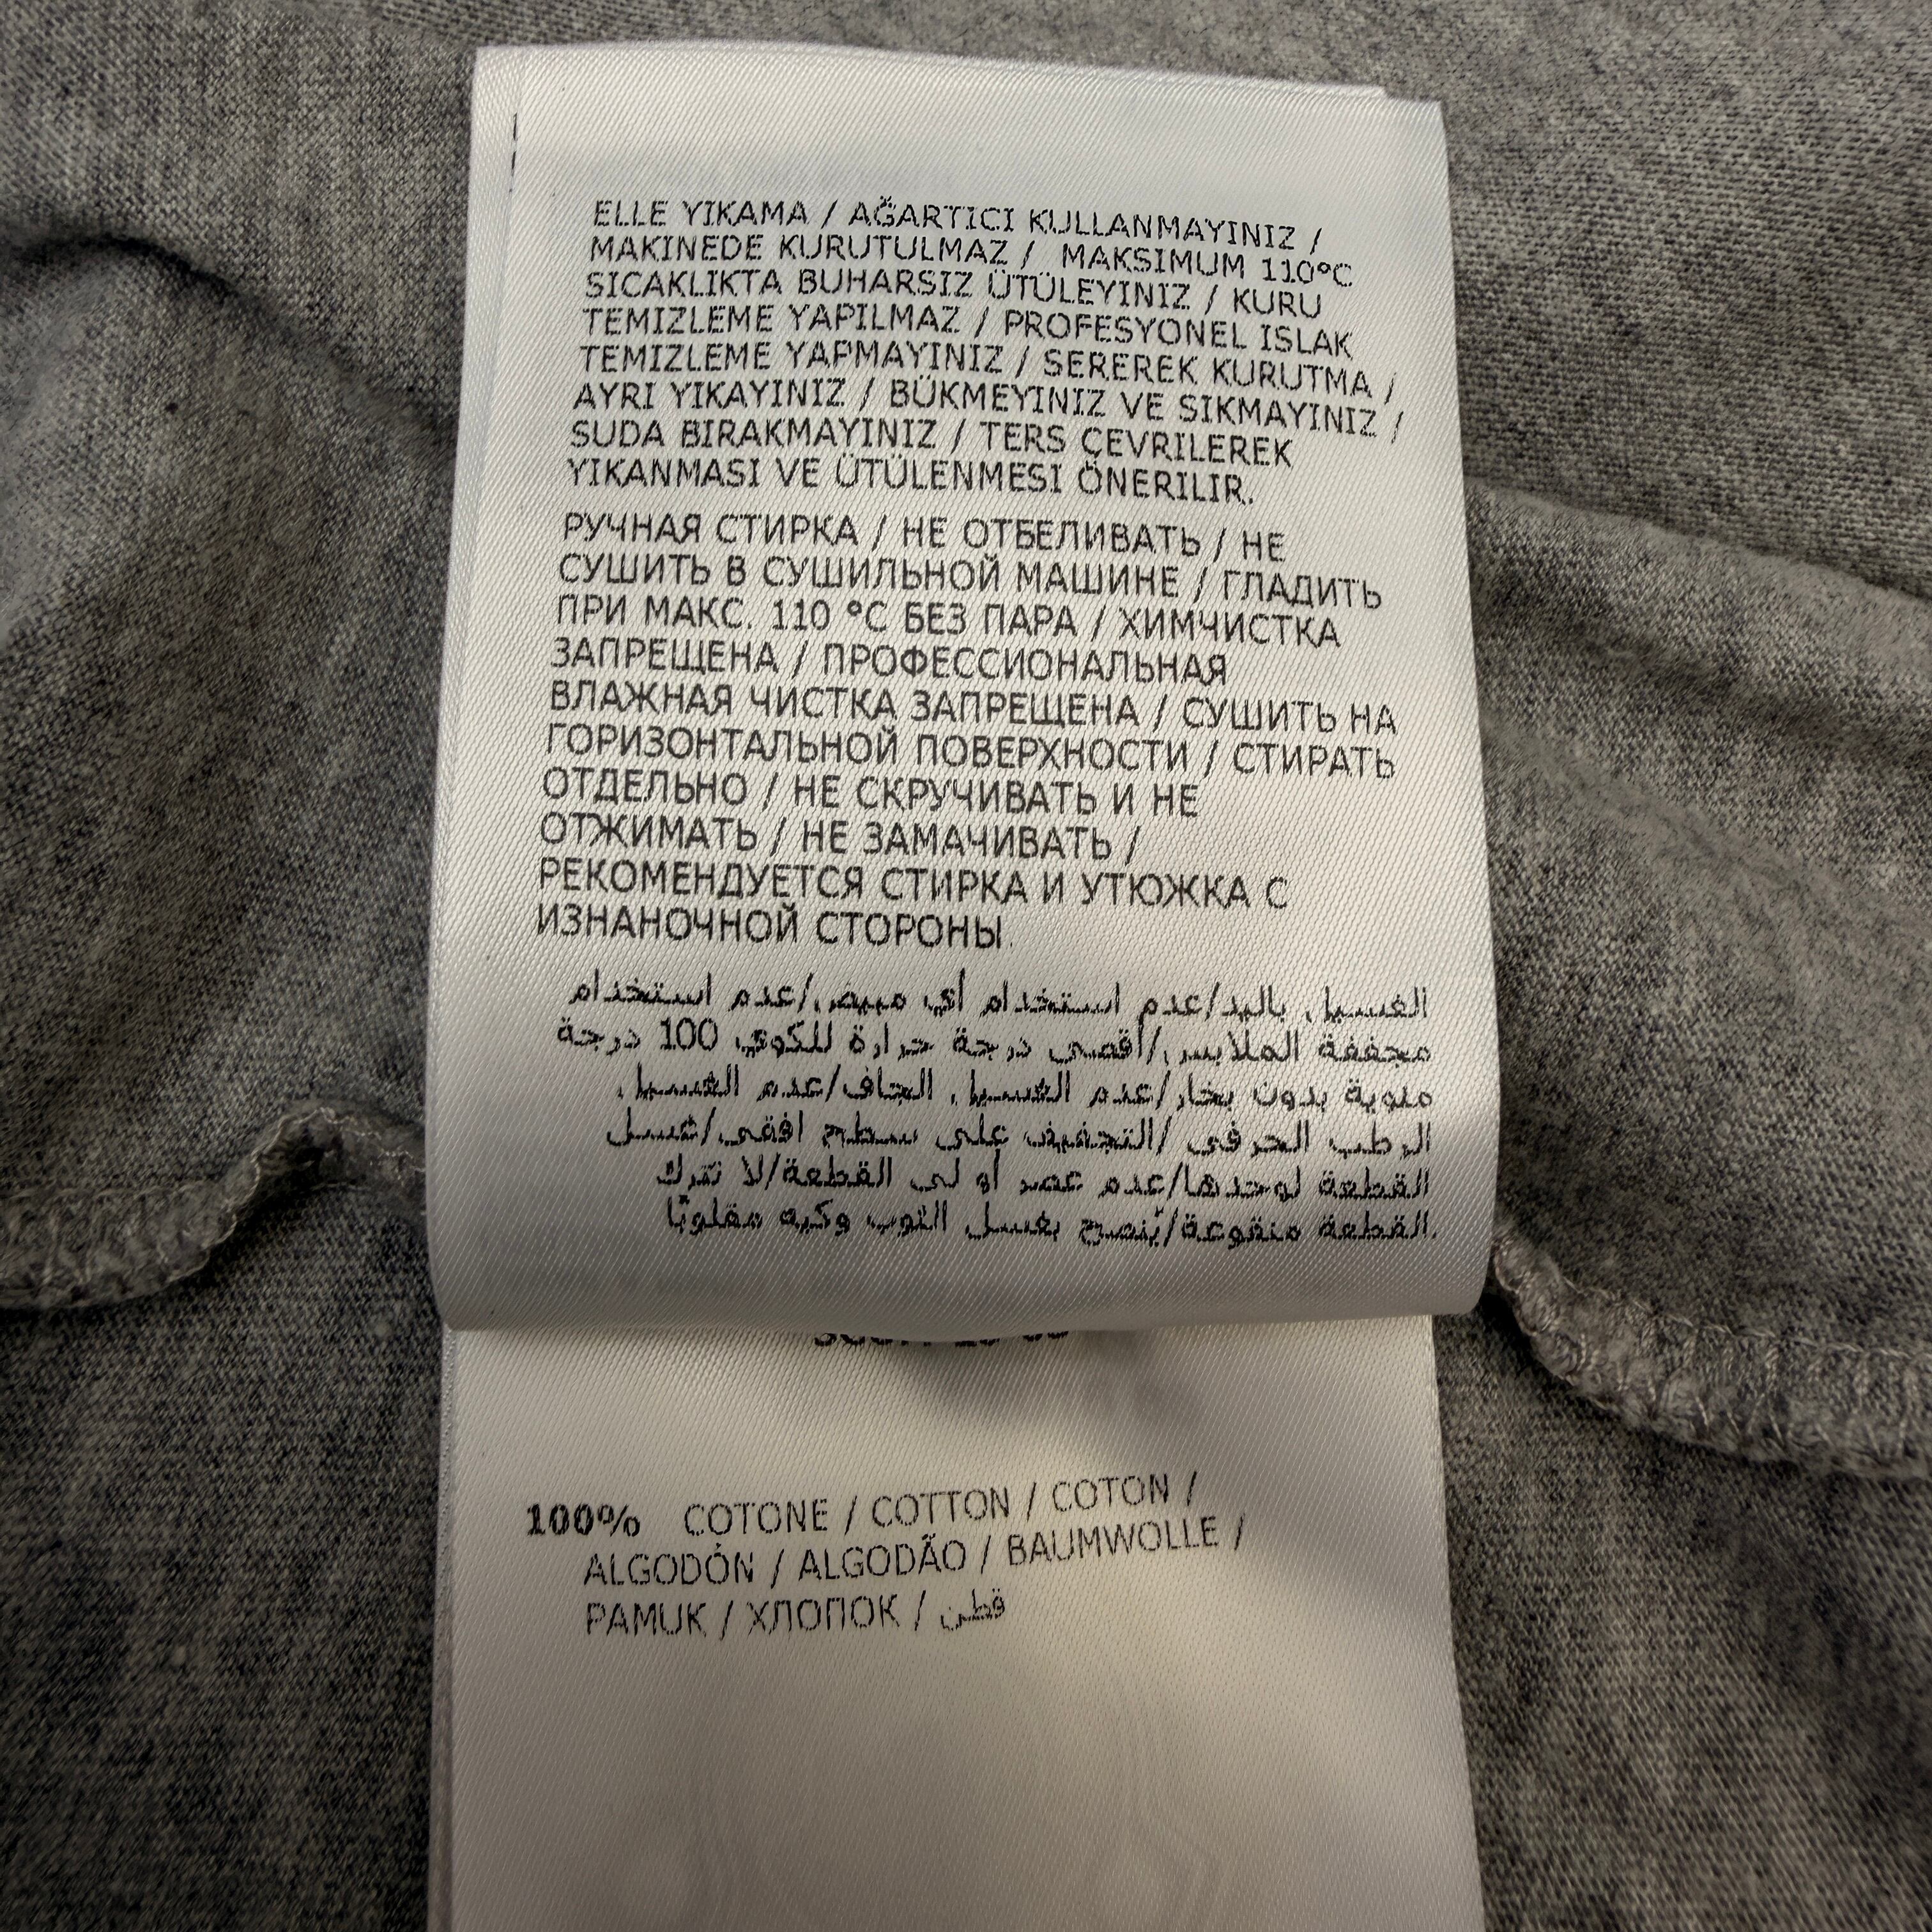 ELLE YIKAMA / AĞARTICI KULLANMAYINIZ /
MAKINEDE KURUTULMAZ / MAKSIMUM 110°C
SICAKLIKTA BUHARSIZ ÜTÜLEYINIZ / KURU
TEMIZLEME YAPILMAZ / PROFESYONEL ISLAK
TEMIZLEME YAPMAYINIZ / SEREREK KURUTMA /
AYRI YIKAYINIZ / BÜKMEYINIZ VE SIKMAYINIZ /
SUDA BIRAKMAYINIZ / TERS ÇEVRILEREK
YIKANMASI VE ÜTÜLENMESI ÖNERILIR.
РУЧНАЯ СТИРКА / НЕ ОТБЕЛИВАТЬ / НЕ
СУШИТЬ В СУШИЛЬНОЙ МАШИНЕ / ГЛАДИТЬ
ПРИ МАКС. 110 °C БЕЗ ПАРА / ХИМЧИСТКА
ЗАПРЕЩЕНА / ПРОФЕССИОНАЛЬНАЯ
ВЛАЖНАЯ ЧИСТКА ЗАПРЕЩЕНА / СУШИТЬ НА
ГОРИЗОНТАЛЬНОЙ ПОВЕРХНОСТИ / СТИРАТЬ
ОТДЕЛЬНО / НЕ СКРУЧИВАТЬ И НЕ
ОТЖИМАТЬ / НЕ ЗАМАЧИВАТЬ /
РЕКОМЕНДУЕТСЯ СТИРКА И УТЮЖКА С
ИЗНАНОЧНОЙ СТОРОНЫ.
الغسيل باليد/عدم استخدام أي مبيض/عدم استخدام
مجففة الملابس/أقصى درجة حرارة للكوي 100 درجة
مئوية بدون بخار/عدم الغسيل الجاف/عدم الغسيل
الرطب الحرفي /التجفيف على سطح افقي/غسيل
القطعة لوحدها/عدم عصر أو لي القطعة/لا تترك
القطعة منقوعة/يُنصح بغسل الثوب وكيه مقلوبًا.
100% COTONE / COTTON / COTON /
ALGODÓN / ALGODÃO / BAUMWOLLE /
PAMUK / ХЛОПОК / قطن